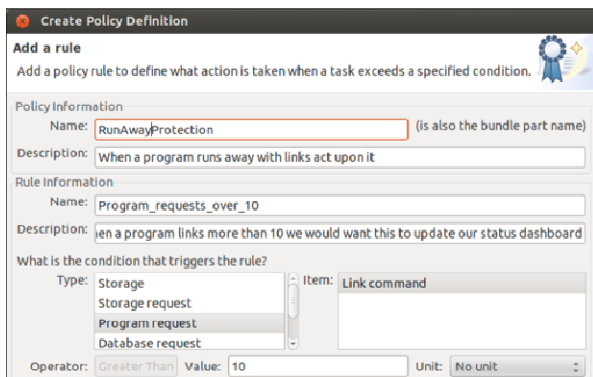 Create Policy Definition
Add a rule
Add a policy rule to define what action is taken when a task exceeds a specified condition.
Policy Information
Name: RunAwayProtection (is also the bundle part name)
Description: When a program runs away with links act upon it
Rule Information
Name: Program_requests_over_10
Description: en a program links more than 10 we would want this to update our status dashboard
What is the condition that triggers the rule?
Type: Storage Item: Link command
Storage request
Program request
Database request
Operator: Greater Than Value: 10 Unit: No unit